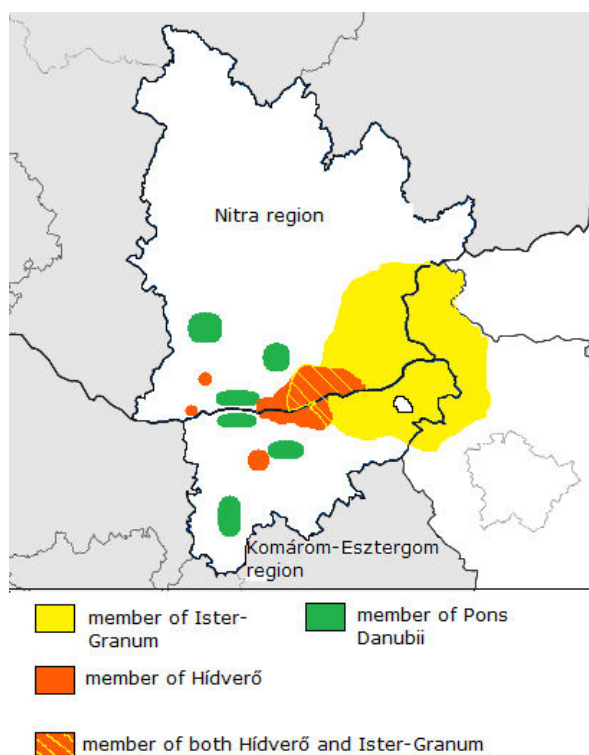 Nitra region
Komárom-Esztergom
region
member of Ister-
Granum
member of Pons
Danubii
member of Hídverő
member of both Hídverő and Ister-Granum